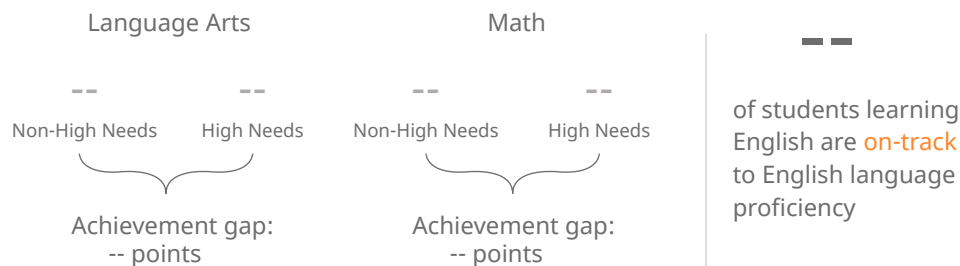 Language Arts
--
--
Non-High Needs
High Needs
Achievement gap:
-- points
Math
--
--
Non-High Needs
High Needs
Achievement gap:
-- points
--
of students learning
English are on-track
to English language
proficiency